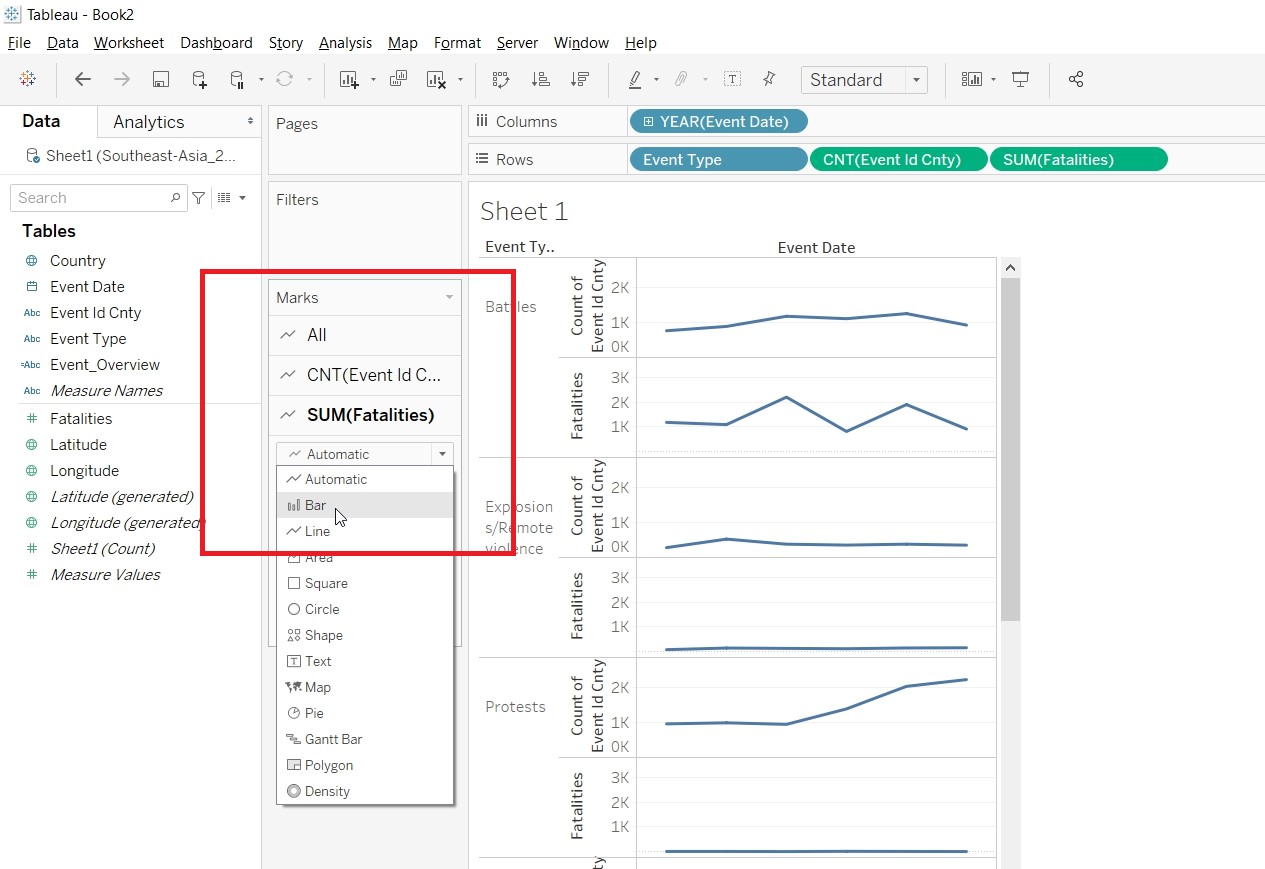 Tableau - Book2
File Data Worksheet Dashboard Story Analysis Map Format Server Window Help
Standard
Data Analytics
Sheet1 (Southeast-Asia_2...
Search
Tables
Country
Event Date
Abc Event Id Cnty
Abc Event Type
=Abc Event_Overview
Abc Measure Names
# Fatalities
Latitude
Longitude
Latitude (generated)
Longitude (generated)
# Sheet1 (Count)
# Measure Values
Pages
Filters
Marks
All
CNT(Event Id C...
SUM(Fatalities)
Automatic
Automatic
Bar
Line
Area
Square
Circle
Shape
T Text
Map
Pie
Gantt Bar
Polygon
Density
Columns YEAR(Event Date)
Rows Event Type CNT(Event Id Cnty) SUM(Fatalities)
Sheet 1
Event Ty.. Event Date
Battles
Count of
Event Id Cnty
2K
1K
0K
Fatalities
3K
2K
1K
Explosion
s/Remote
violence
Count of
Event Id Cnty
2K
1K
0K
Fatalities
3K
2K
1K
Protests
Count of
Event Id Cnty
2K
1K
0K
Fatalities
3K
2K
1K